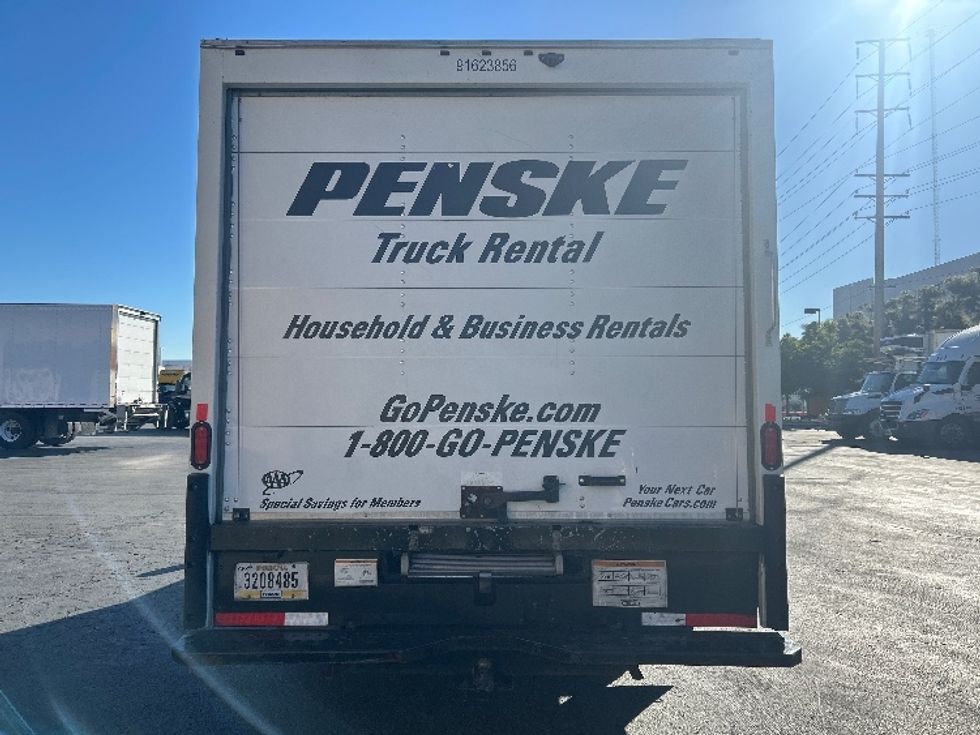 91623856
PENSKE
Truck Rental
Household & Business Rentals
GoPenske.com
1-800-GO-PENSKE
AAA
Special Savings for Members
Your Next Car
PenskeCars.com
3208485